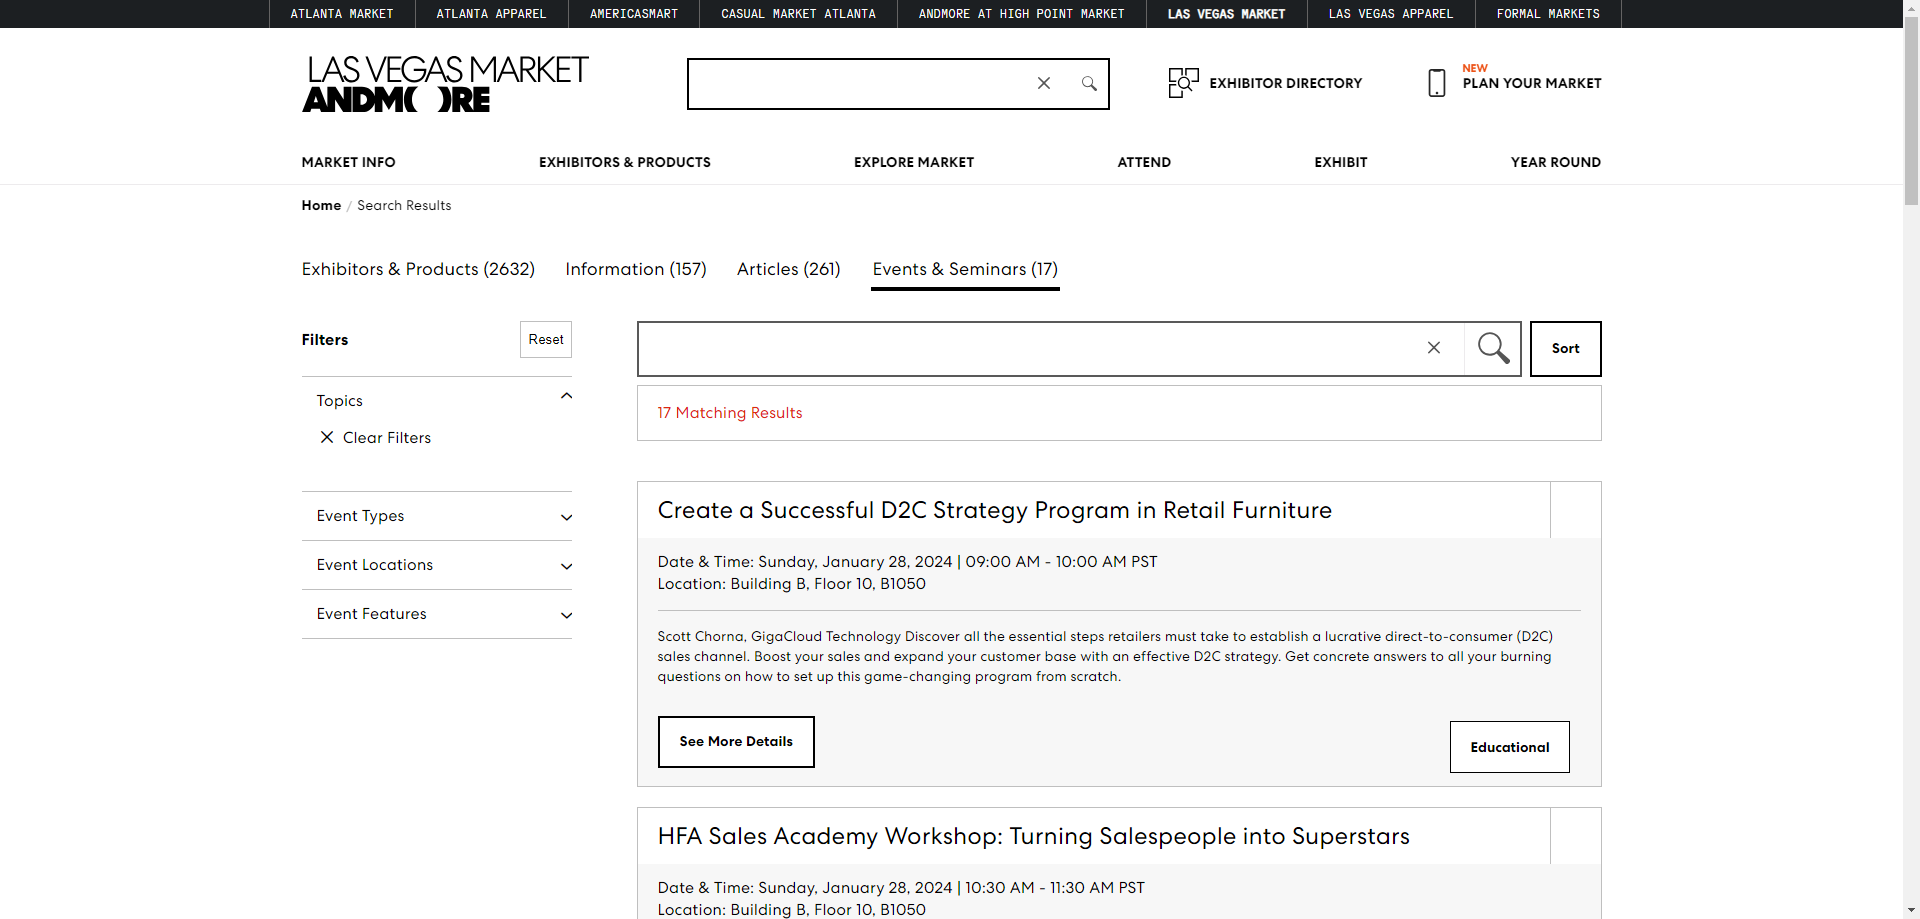 ATLANTA MARKET
ATLANTA APPAREL
AMERICASMART
CASUAL MARKET ATLANTA
ANDMORE AT HIGH POINT MARKET
LAS VEGAS MARKET
LAS VEGAS APPAREL
FORMAL MARKETS
LAS VEGAS MARKET
ANDMORE
EXHIBITOR DIRECTORY
NEW
PLAN YOUR MARKET
MARKET INFO
EXHIBITORS & PRODUCTS
EXPLORE MARKET
ATTEND
EXHIBIT
YEAR ROUND
Home / Search Results
Exhibitors & Products (2632)
Information (157)
Articles (261)
Events & Seminars (17)
Filters
Reset
Topics
Clear Filters
Event Types
Event Locations
Event Features
Sort
17 Matching Results
Create a Successful D2C Strategy Program in Retail Furniture
Date & Time: Sunday, January 28, 2024 | 09:00 AM - 10:00 AM PST
Location: Building B, Floor 10, B1050
Scott Chorna, GigaCloud Technology Discover all the essential steps retailers must take to establish a lucrative direct-to-consumer (D2C)
sales channel. Boost your sales and expand your customer base with an effective D2C strategy. Get concrete answers to all your burning
questions on how to set up this game-changing program from scratch.
See More Details
Educational
HFA Sales Academy Workshop: Turning Salespeople into Superstars
Date & Time: Sunday, January 28, 2024 | 10:30 AM - 11:30 AM PST
Location: Building B, Floor 10, B1050